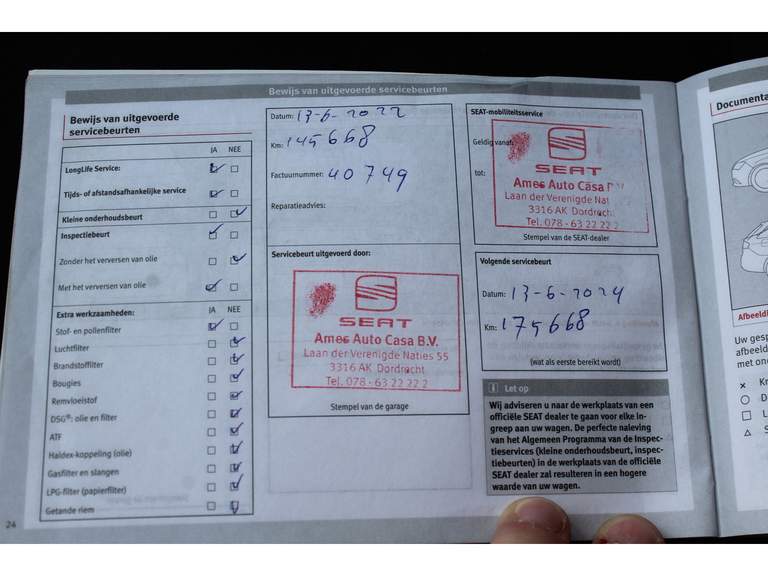 Bewijs van uitgevoerde servicebeurten
Bewijs van uitgevoerde
servicebeurten
JA NEE
LongLife Service:
Tijds- of afstandsafhankelijke service
Kleine onderhoudsbeurt
Inspectiebeurt
Zonder het verversen van olie
Met het verversen van olie
Extra werkzaamheden: JA NEE
Stof- en pollenfilter
Luchtfilter
Brandstoffilter
Bougies
Remvloeistof
DSG®: olie en filter
ATF
Haldex-koppeling (olie)
Gasfilter en slangen
LPG-filter (papierfilter)
Getande riem
24
Datum: 13-6-2022
Km: 145668
Factuurnummer: 40749
Reparatieadvies:
Servicebeurt uitgevoerd door:
SEAT
Ames Auto Casa B.V.
Laan der Verenigde Naties 55
3316 AK Dordrecht
Tel. 078 - 63 22 22 2
Stempel van de garage
SEAT-mobiliteitsservice
Geldig vanaf:
tot:
SEAT
Ames Auto Casa
Laan der Verenigde Nat
3316 AK Dordrecht
Tel. 078 - 63 22 22 2
Stempel van de SEAT-dealer
Volgende servicebeurt
Datum: 13-6-2024
Km: 175668
(wat als eerste bereikt wordt)
i Let op
Wij adviseren u naar de werkplaats van een
officiële SEAT dealer te gaan voor elke in-
greep aan uw wagen. De perfecte naleving
van het Algemeen Programma van de Inspec-
tieservices (kleine onderhoudsbeurt, inspec-
tiebeurten) in de werkplaats van de officiële
SEAT dealer zal resulteren in een hogere
waarde van uw wagen.
Documenta
Afbeeldi
Uw gesp
afbeeld
met on